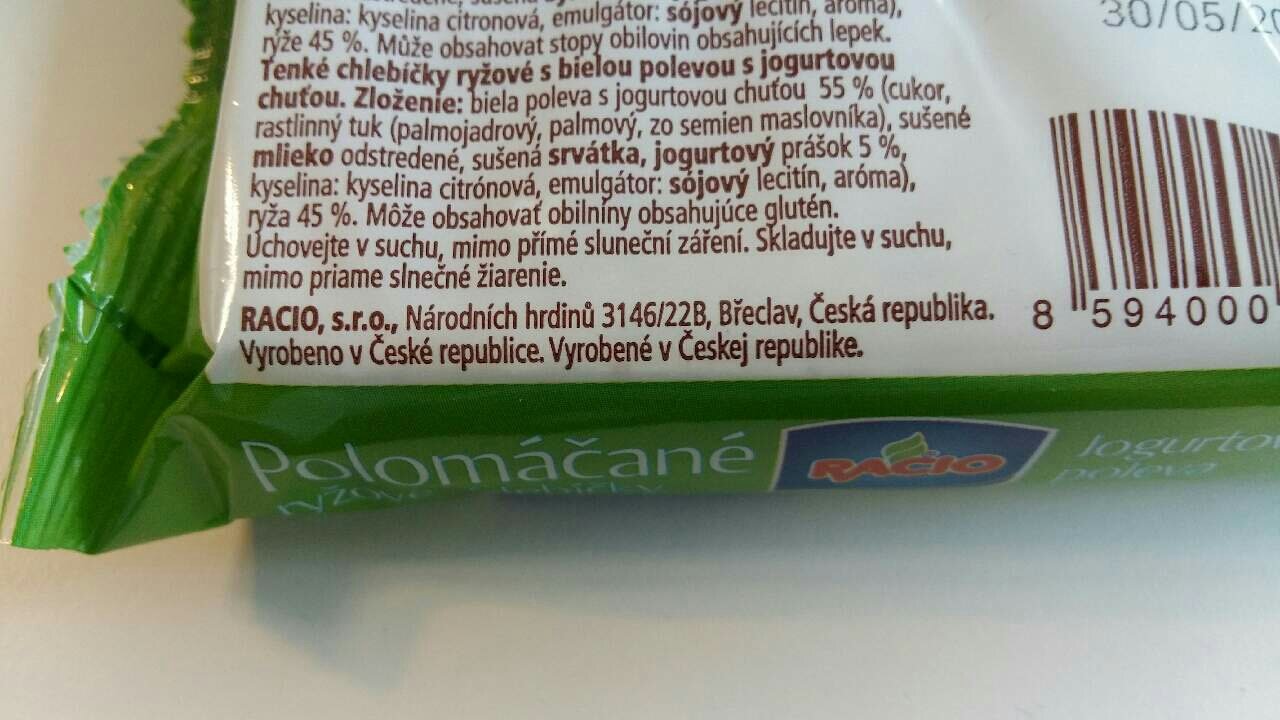 kyselina: kyselina citronová, emulgátor: sójový lecitin, aroma),
rýže 45 %. Může obsahovat stopy obilovin obsahujících lepek.
Tenké chlebíčky ryžové s bielou polevou s jogurtovou
chuťou. Zloženie: biela poleva s jogurtovou chuťou 55 % (cukor,
rastlinný tuk (palmojadrový, palmový, zo semien maslovníka), sušené
mlieko odstredené, sušená srvátka, jogurtový prášok 5 %,
kyselina: kyselina citrónová, emulgátor: sójový lecitín, aróma),
ryža 45 %. Môže obsahovať obilniny obsahujúce glutén.
Uchovejte v suchu, mimo přímé sluneční záření. Skladujte v suchu,
mimo priame slnečné žiarenie.
RACIO, s.r.o., Národních hrdinů 3146/22B, Břeclav, Česká republika.
Vyrobeno v České republice. Vyrobené v Českej republike.
30/05/2
8 594000
Polomáčané
ryžové
RACIO
poleva